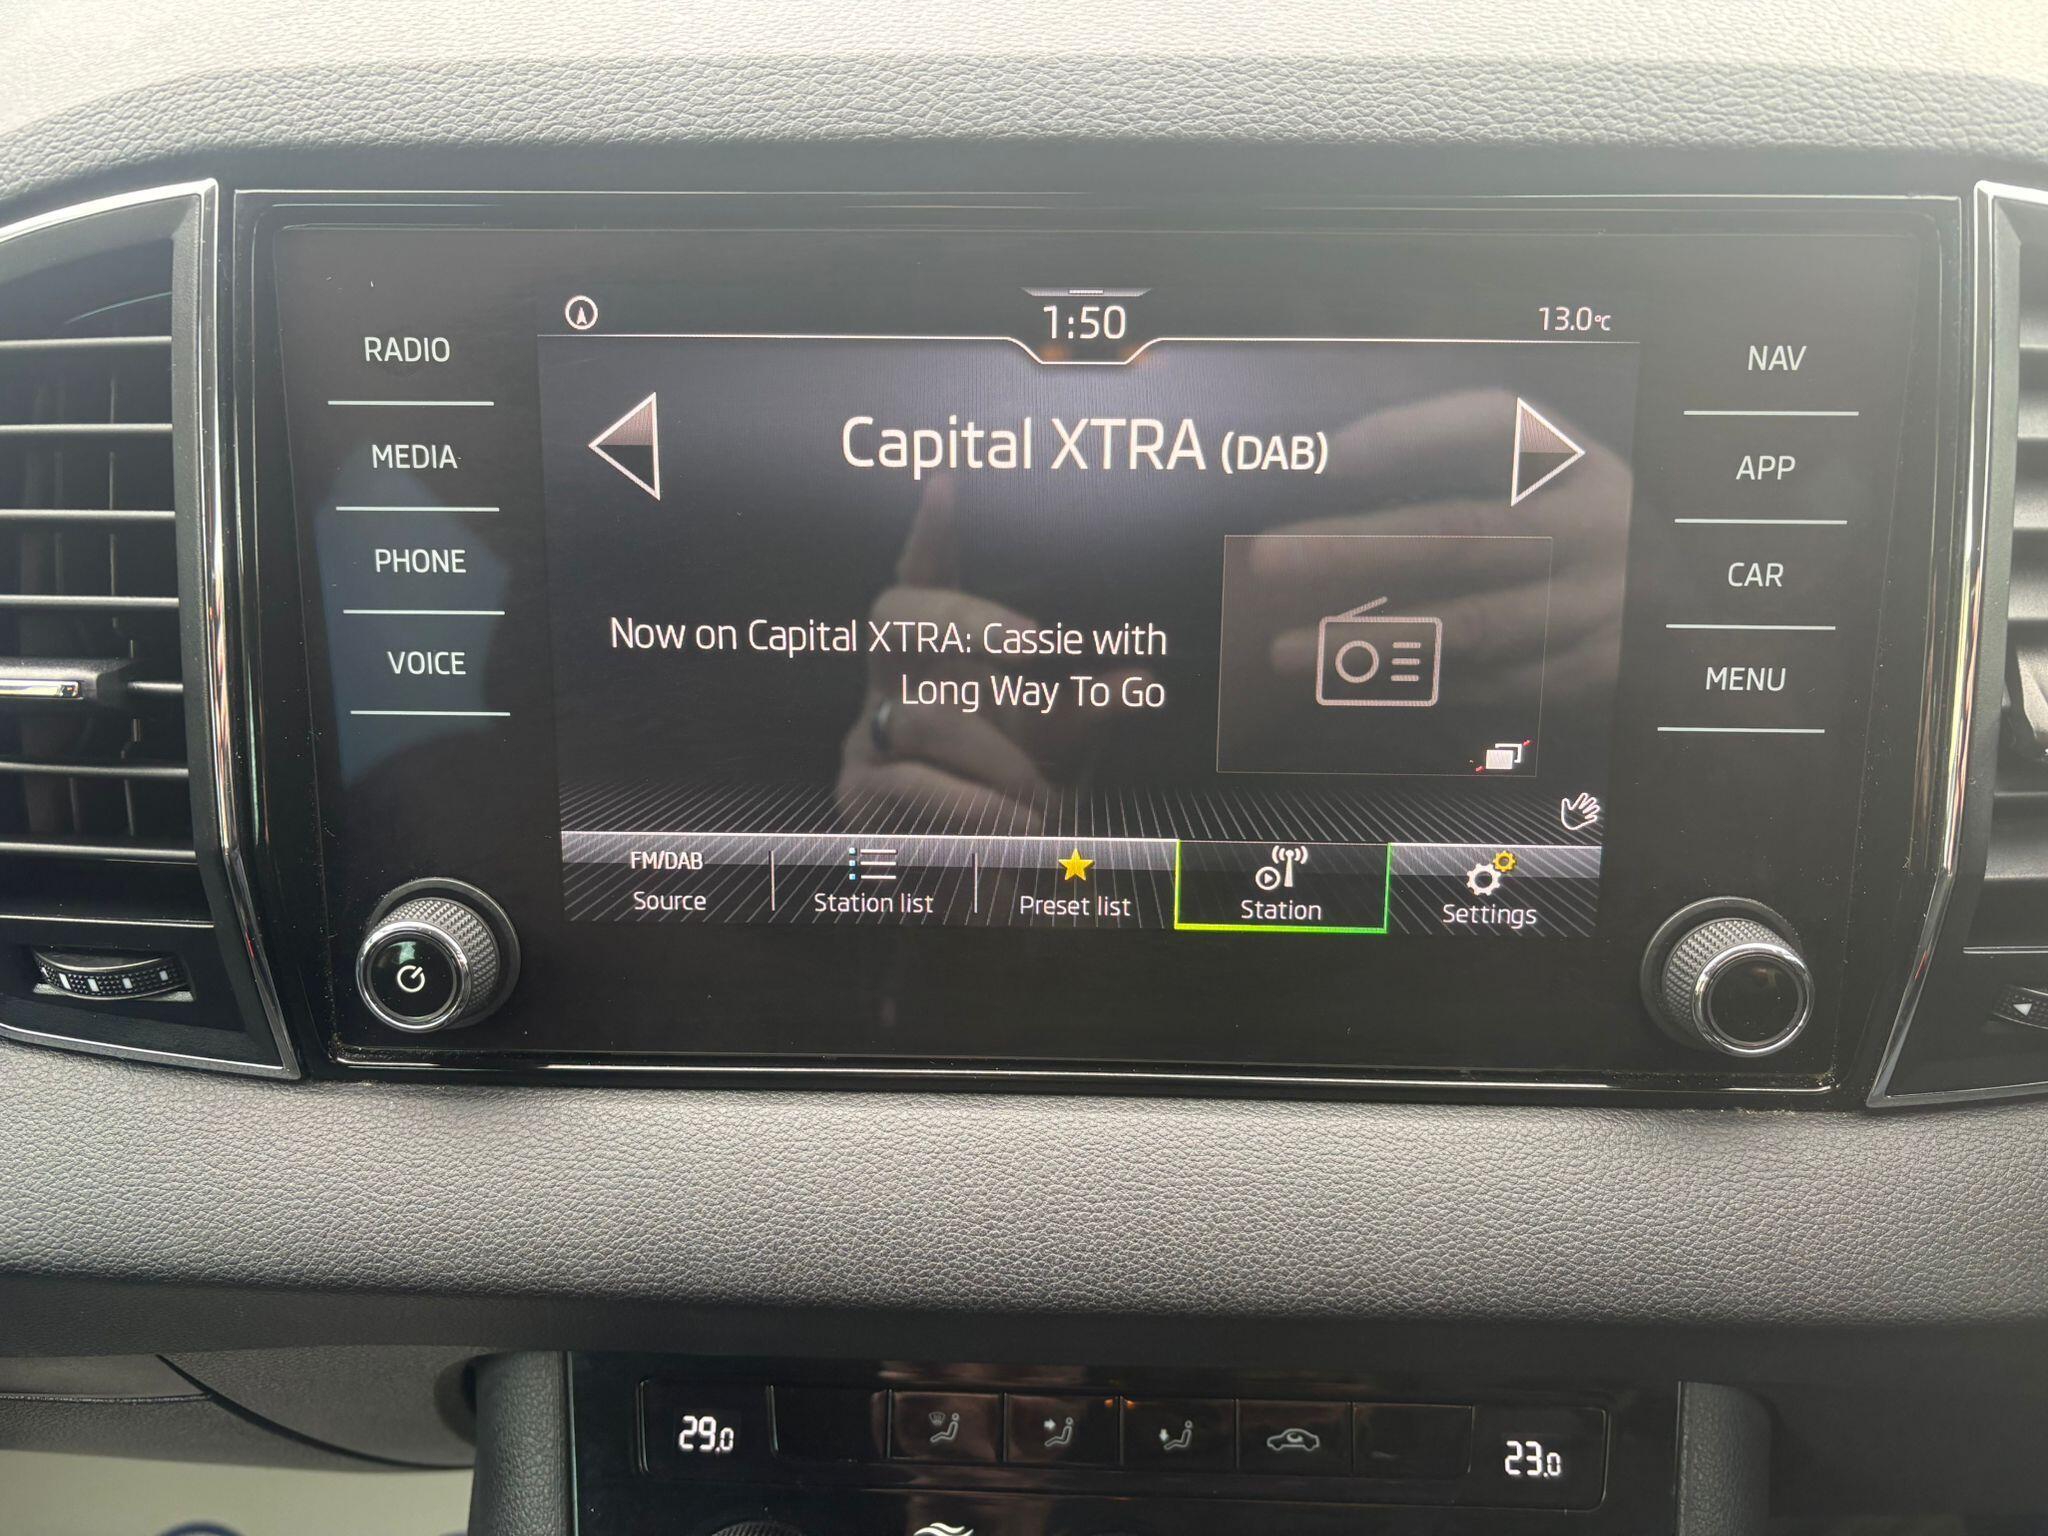 1:50
13.0°C
RADIO
MEDIA
PHONE
VOICE
Capital XTRA (DAB)
Now on Capital XTRA: Cassie with
Long Way To Go
NAV
APP
CAR
MENU
FM/DAB
Source
Station list
Preset list
Station
Settings
29.0
23.0